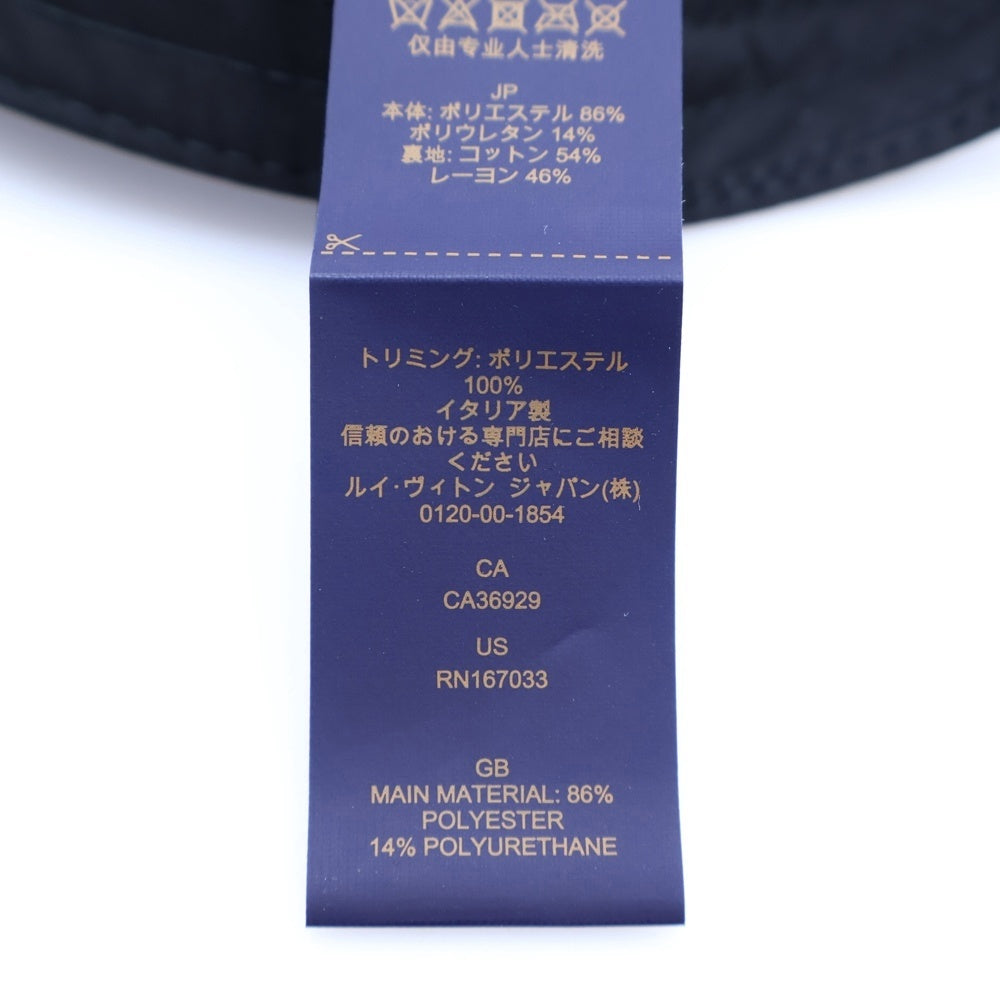 仅由专业人士清洗
JP
本体: ポリエステル 86%
ポリウレタン 14%
裏地: コットン 54%
レーヨン 46%
トリミング: ポリエステル
100%
イタリア製
信頼のおける専門店にご相談
ください
ルイ·ヴィトン ジャパン(株)
0120-00-1854
CA
CA36929
US
RN167033
GB
MAIN MATERIAL: 86%
POLYESTER
14% POLYURETHANE